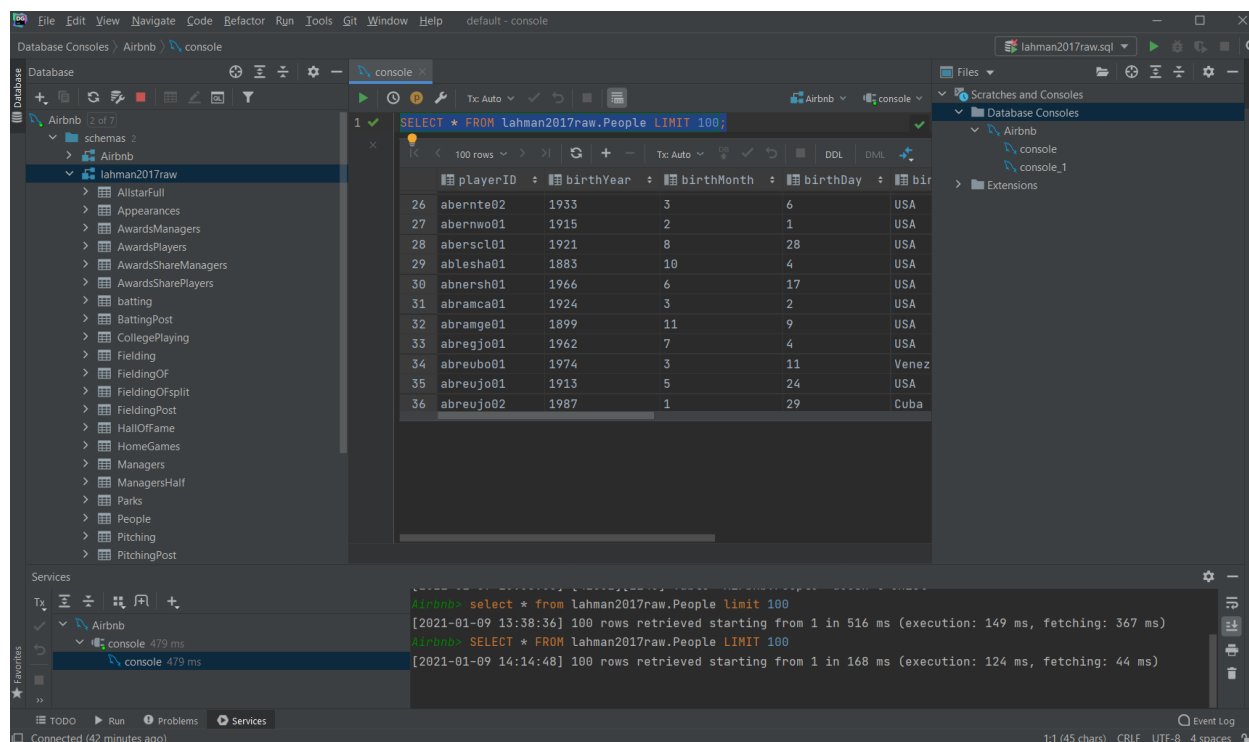 DG File Edit View Navigate Code Refactor Run Tools Git Window Help default - console
Database Consoles Airbnb console
lahman2017raw.sql
Database
Database
Airbnb 2 of 7
schemas 2
Airbnb
lahman2017raw
AllstarFull
Appearances
AwardsManagers
AwardsPlayers
AwardsShareManagers
AwardsSharePlayers
batting
BattingPost
CollegePlaying
Fielding
FieldingOF
FieldingOFsplit
FieldingPost
HallOfFame
HomeGames
Managers
ManagersHalf
Parks
People
Pitching
PitchingPost
console
Tx: Auto
Airbnb console
1 SELECT * FROM lahman2017raw.People LIMIT 100;
100 rows Tx: Auto DB DDL DML
playerID birthYear birthMonth birthDay bir
26 abernte02 1933 3 6 USA
27 abernwo01 1915 2 1 USA
28 aberscl01 1921 8 28 USA
29 ablesha01 1883 10 4 USA
30 abnersh01 1966 6 17 USA
31 abramca01 1924 3 2 USA
32 abramge01 1899 11 9 USA
33 abregjo01 1962 7 4 USA
34 abreubo01 1974 3 11 Venez
35 abreujo01 1913 5 24 USA
36 abreujo02 1987 1 29 Cuba
Files
Scratches and Consoles
Database Consoles
Airbnb
console
console_1
Extensions
Services
Tx
Airbnb
console 479 ms
console 479 ms
Airbnb> select * from lahman2017raw.People limit 100
[2021-01-09 13:38:36] 100 rows retrieved starting from 1 in 516 ms (execution: 149 ms, fetching: 367 ms)
Airbnb> SELECT * FROM lahman2017raw.People LIMIT 100
[2021-01-09 14:14:48] 100 rows retrieved starting from 1 in 168 ms (execution: 124 ms, fetching: 44 ms)
Favorites
TODO Run Problems Services Event Log
Connected (42 minutes ago) 1:1 (45 chars) CRLF UTF-8 4 spaces